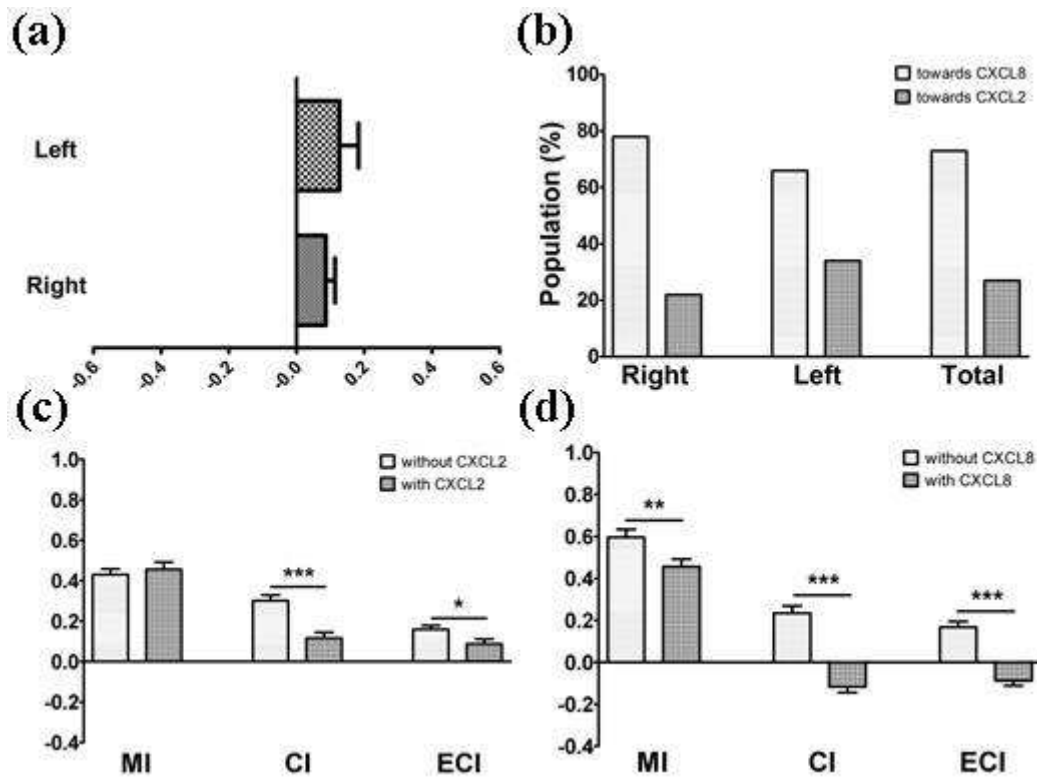 (a)
Left
Right
-0.6
-0.4
-0.2
-0.0
0.2
0.4
0.6
(b)
Population (%)
100
80
60
40
20
0
towards CXCL8
towards CXCL2
Right Left Total
(c)
1.0
0.8
0.6
0.4
0.2
0.0
-0.2
-0.4
without CXCL2
with CXCL2
***
*
MI CI ECI
(d)
1.0
0.8
0.6
0.4
0.2
0.0
-0.2
-0.4
without CXCL8
with CXCL8
**
***
***
MI CI ECI